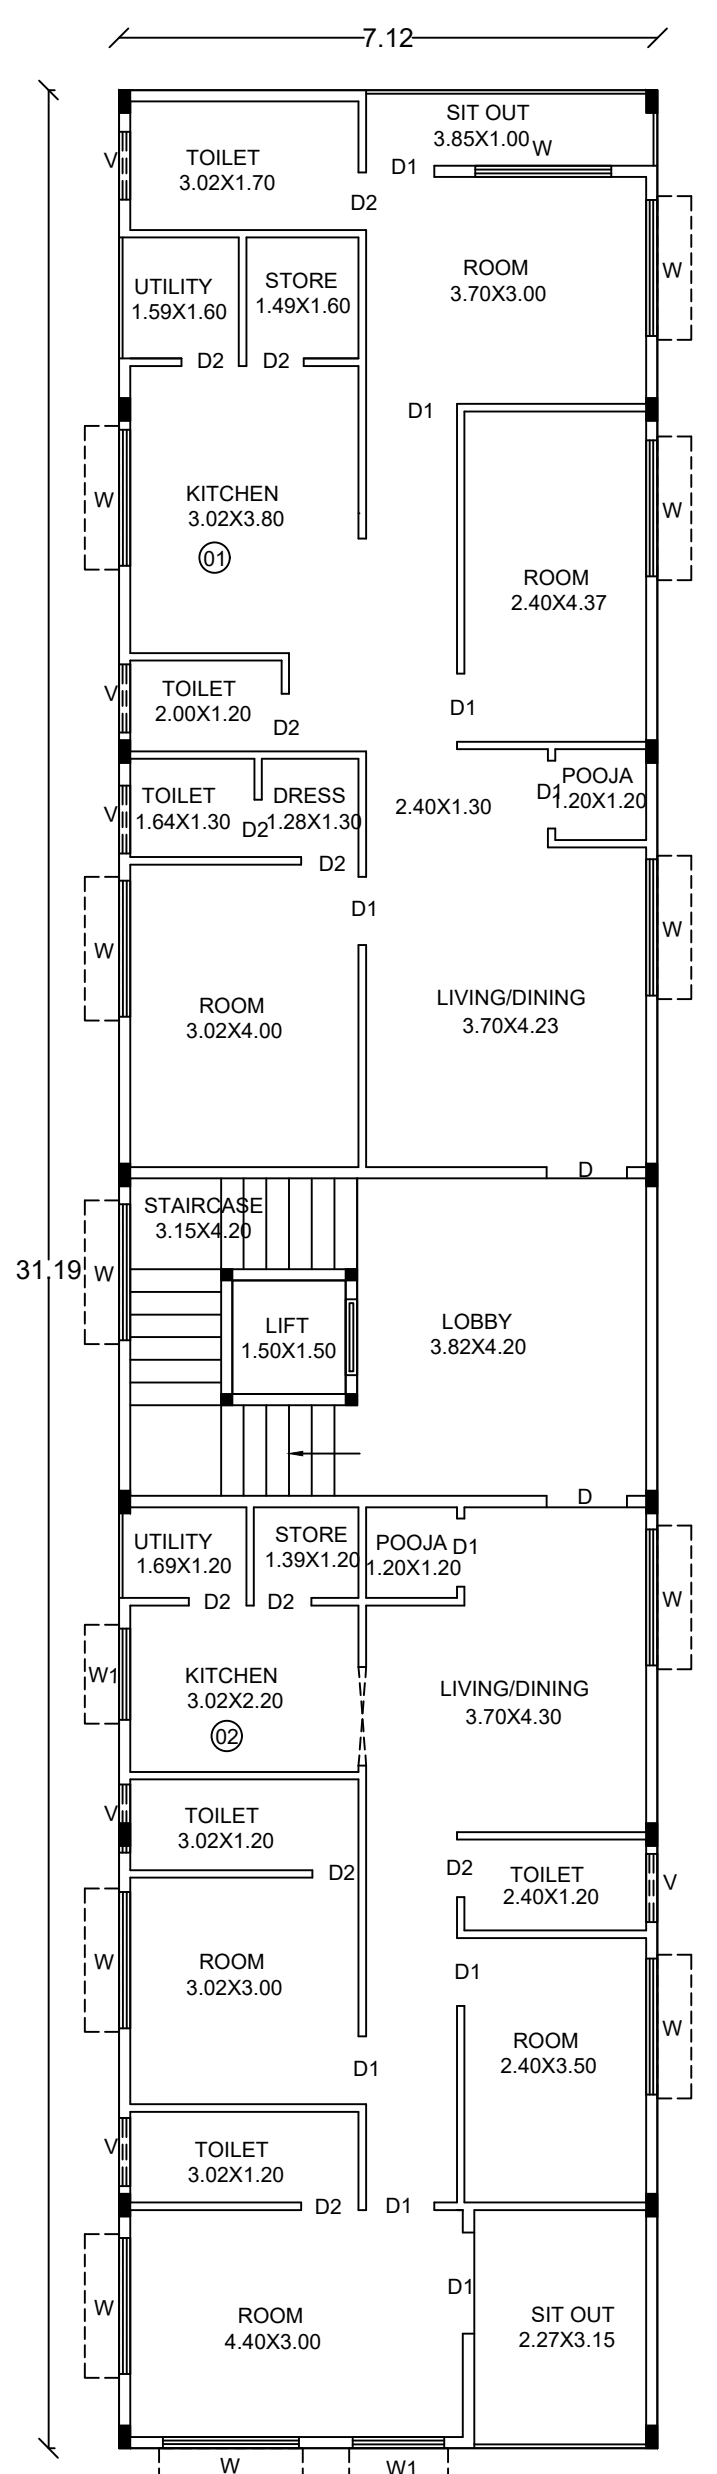 7.12
SIT OUT
3.85X1.00
W
V
TOILET
3.02X1.70
D1
D2
ROOM
3.70X3.00
W
UTILITY
1.59X1.60
STORE
1.49X1.60
D2
D2
D1
W
KITCHEN
3.02X3.80
01
W
ROOM
2.40X4.37
V
TOILET
2.00X1.20
D2
D1
V
TOILET
1.64X1.30
D2
DRESS
1.28X1.30
D2
2.40X1.30
D1
POOJA
1.20X1.20
D1
W
W
ROOM
3.02X4.00
LIVING/DINING
3.70X4.23
D
STAIRCASE
3.15X4.20
31.19
W
LIFT
1.50X1.50
LOBBY
3.82X4.20
D
UTILITY
1.69X1.20
STORE
1.39X1.20
POOJA
1.20X1.20
D1
D2
D2
W
W1
KITCHEN
3.02X2.20
02
LIVING/DINING
3.70X4.30
V
TOILET
3.02X1.20
D2
D2
TOILET
2.40X1.20
V
W
ROOM
3.02X3.00
D1
W
ROOM
2.40X3.50
D1
V
TOILET
3.02X1.20
D2
D1
D1
W
ROOM
4.40X3.00
SIT OUT
2.27X3.15
W
W1